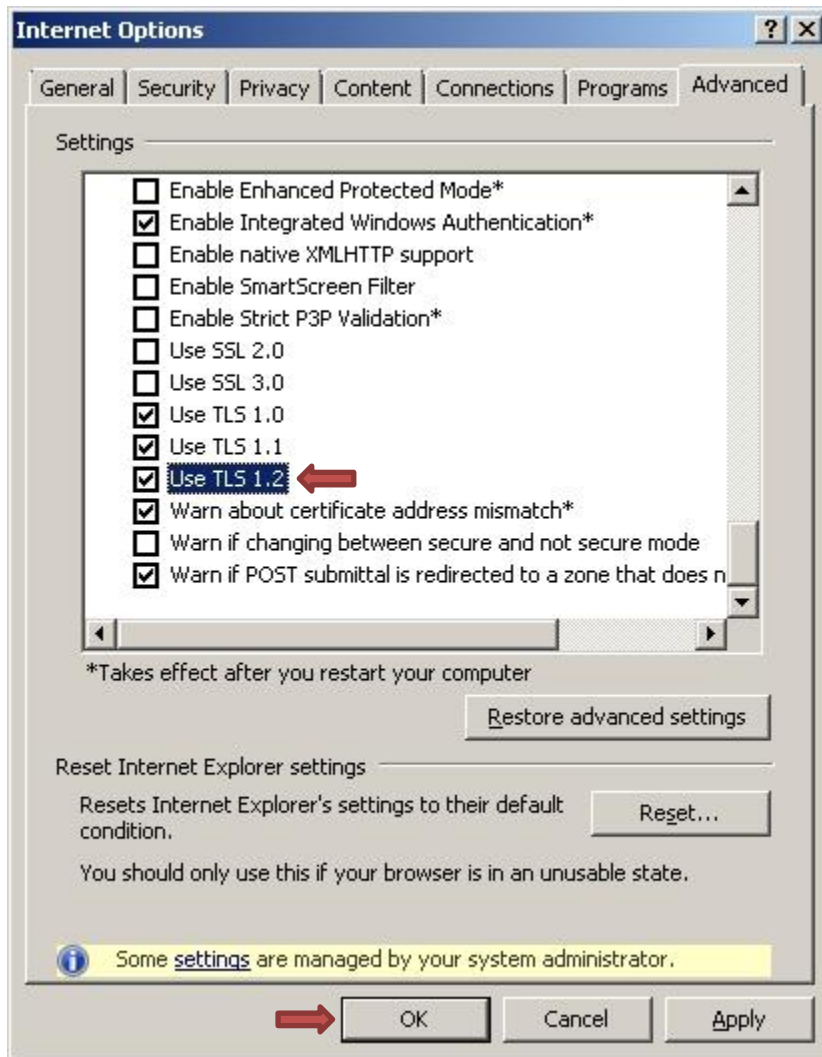 Internet Options
General Security Privacy Content Connections Programs Advanced
Settings
Enable Enhanced Protected Mode*
Enable Integrated Windows Authentication*
Enable native XMLHTTP support
Enable SmartScreen Filter
Enable Strict P3P Validation*
Use SSL 2.0
Use SSL 3.0
Use TLS 1.0
Use TLS 1.1
Use TLS 1.2
Warn about certificate address mismatch*
Warn if changing between secure and not secure mode
Warn if POST submittal is redirected to a zone that does n
*Takes effect after you restart your computer
Restore advanced settings
Reset Internet Explorer settings
Resets Internet Explorer's settings to their default
condition.
Reset...
You should only use this if your browser is in an unusable state.
Some settings are managed by your system administrator.
OK Cancel Apply